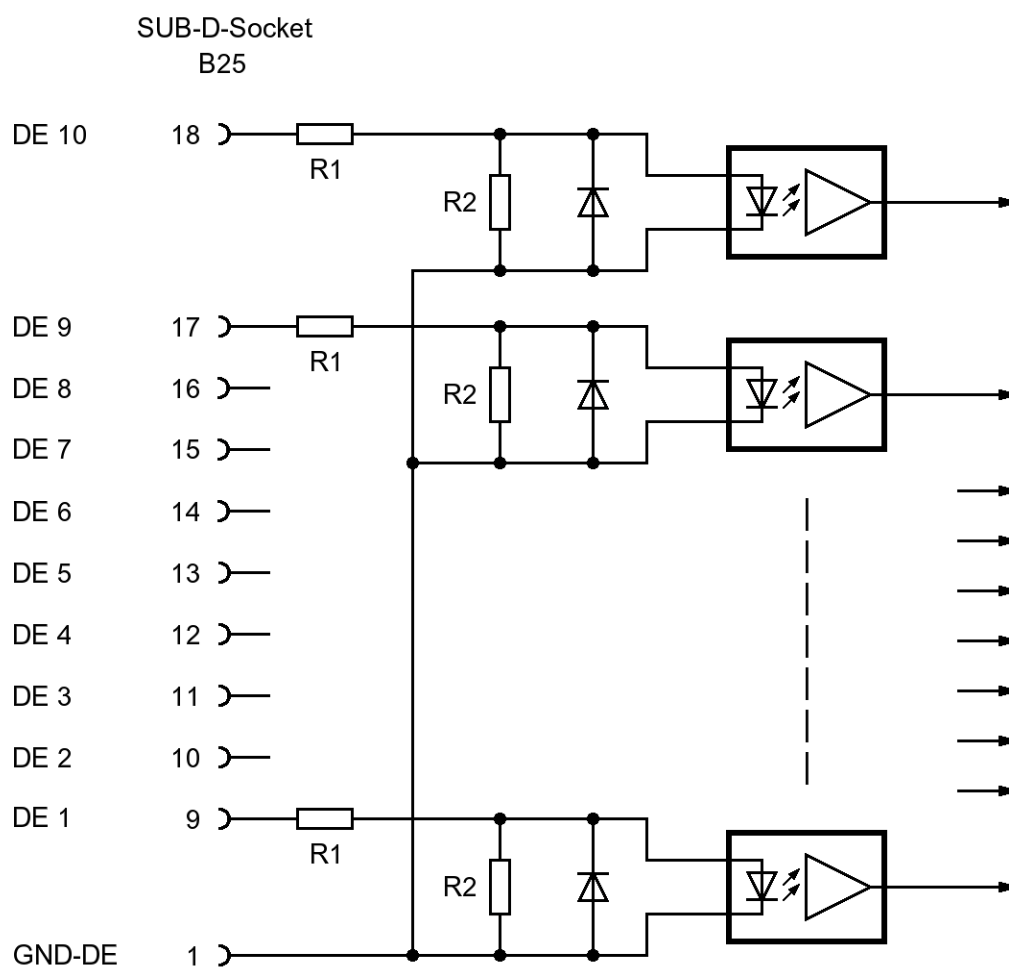 SUB-D-Socket
B25
DE 10 18
R1
R2
DE 9 17
R1
DE 8 16
R2
DE 7 15
DE 6 14
DE 5 13
DE 4 12
DE 3 11
DE 2 10
DE 1 9
R1
R2
GND-DE 1